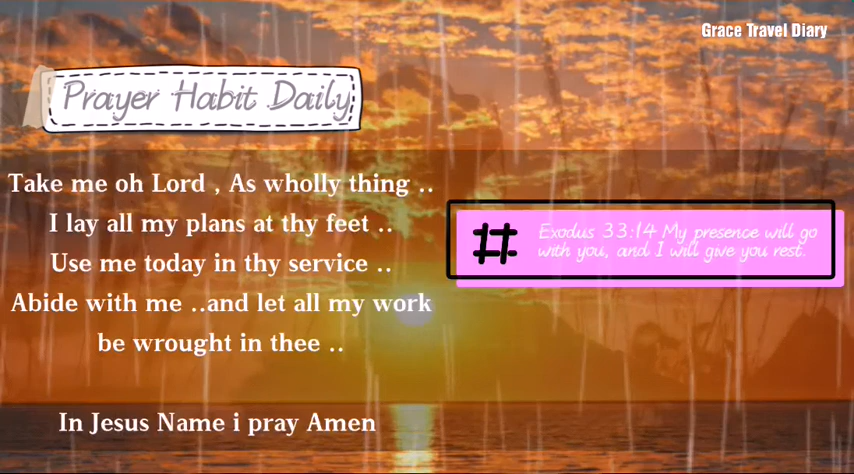 Grace Travel Diary
Prayer Habit Daily
Take me oh Lord , As wholly thing ..
I lay all my plans at thy feet ..
Use me today in thy service ..
Abide with me ..and let all my work
be wrought in thee ..
In Jesus Name i pray Amen
# Exodus 33:14 My presence will go
with you, and I will give you rest.